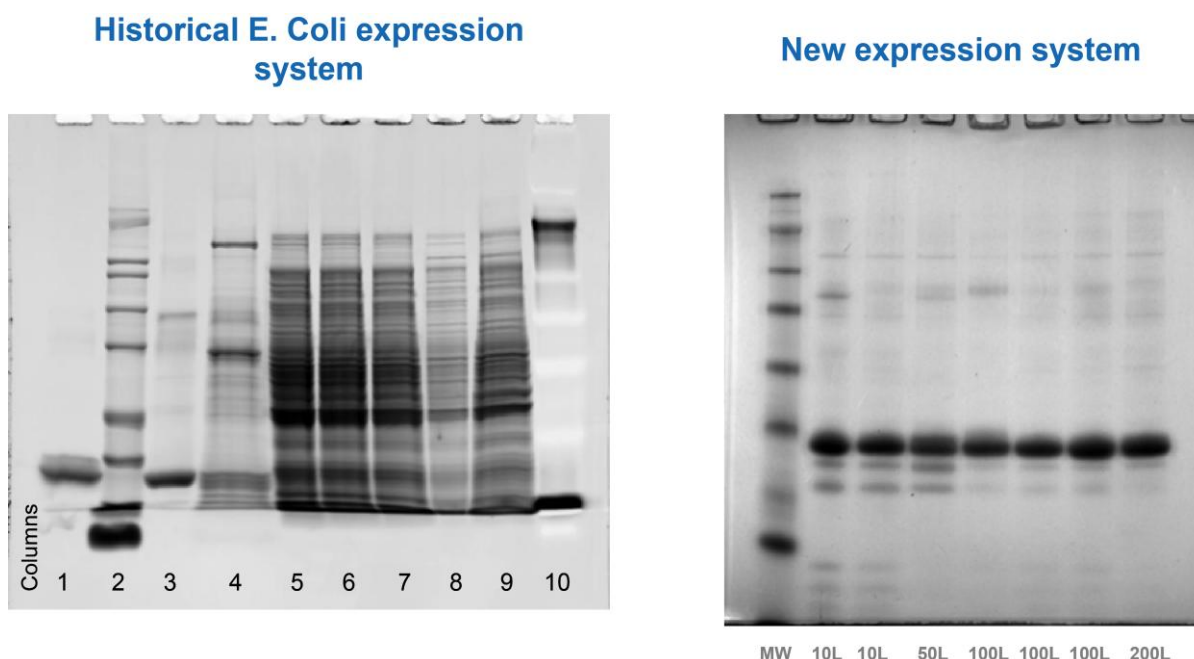 Historical E. Coli expression
system
New expression system
Columns
1 2 3 4 5 6 7 8 9 10
MW 10L 10L 50L 100L 100L 100L 200L